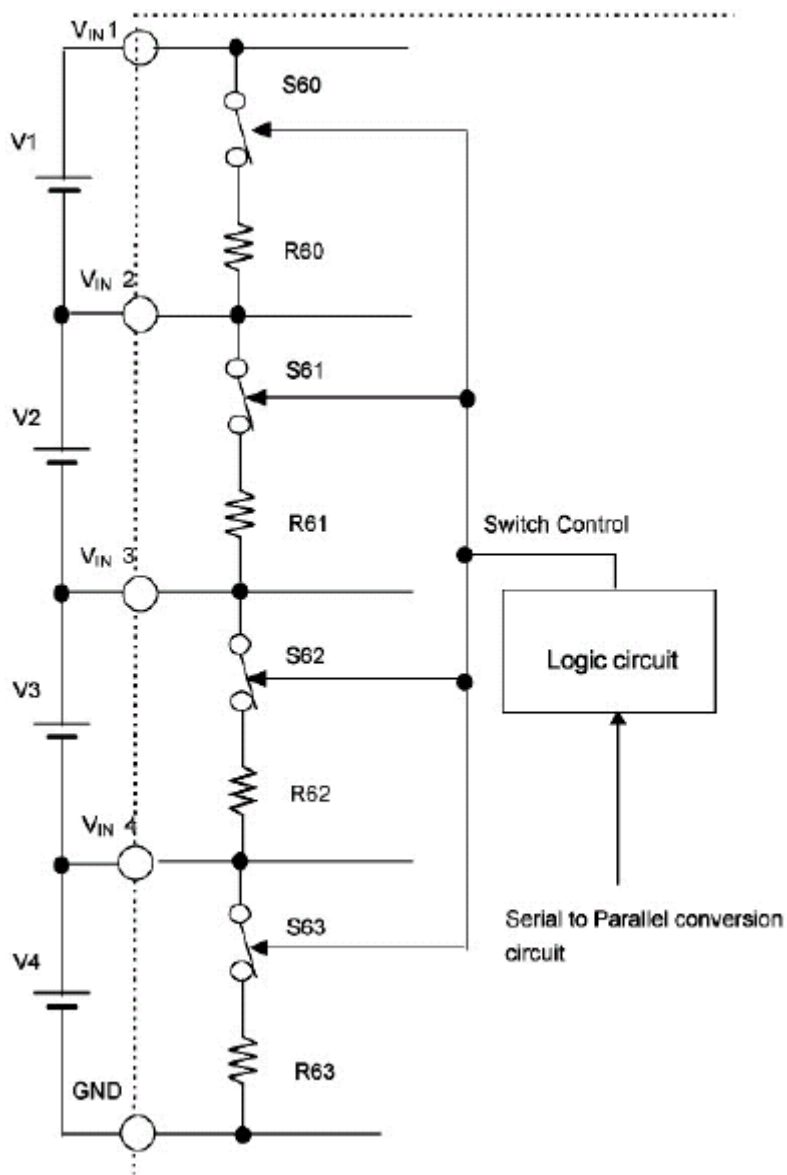 VIN 1
S60
V1
R60
VIN 2
S61
V2
R61
Switch Control
VIN 3
S62
Logic circuit
V3
R62
VIN 4
S63
Serial to Parallel conversion
circuit
V4
R63
GND